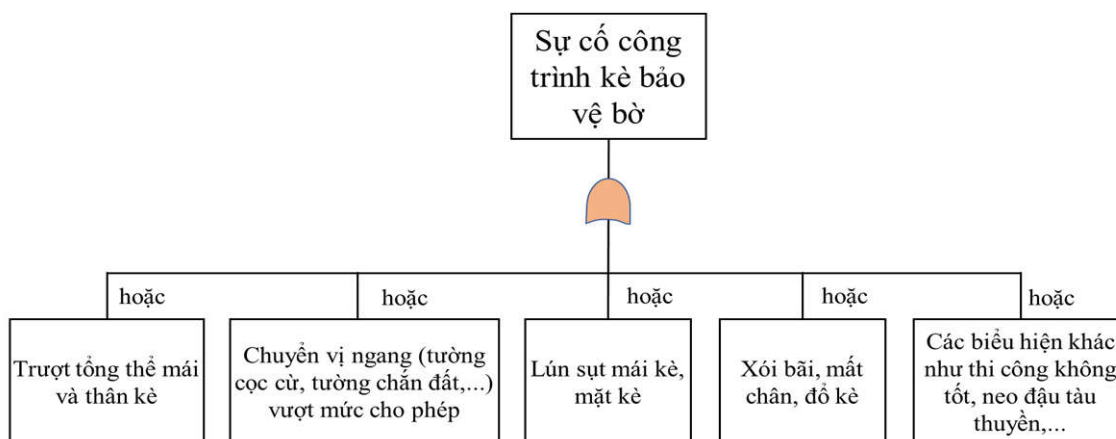 Sự cố công
trình kè bảo
vệ bờ
hoặc
hoặc
hoặc
hoặc
hoặc
Trượt tổng thể mái
và thân kè
Chuyển vị ngang (tường
cọc cừ, tường chắn đất,...)
vượt mức cho phép
Lún sụt mái kè,
mặt kè
Xói bãi, mất
chân, đổ kè
Các biểu hiện khác
như thi công không
tốt, neo đậu tàu
thuyền,...